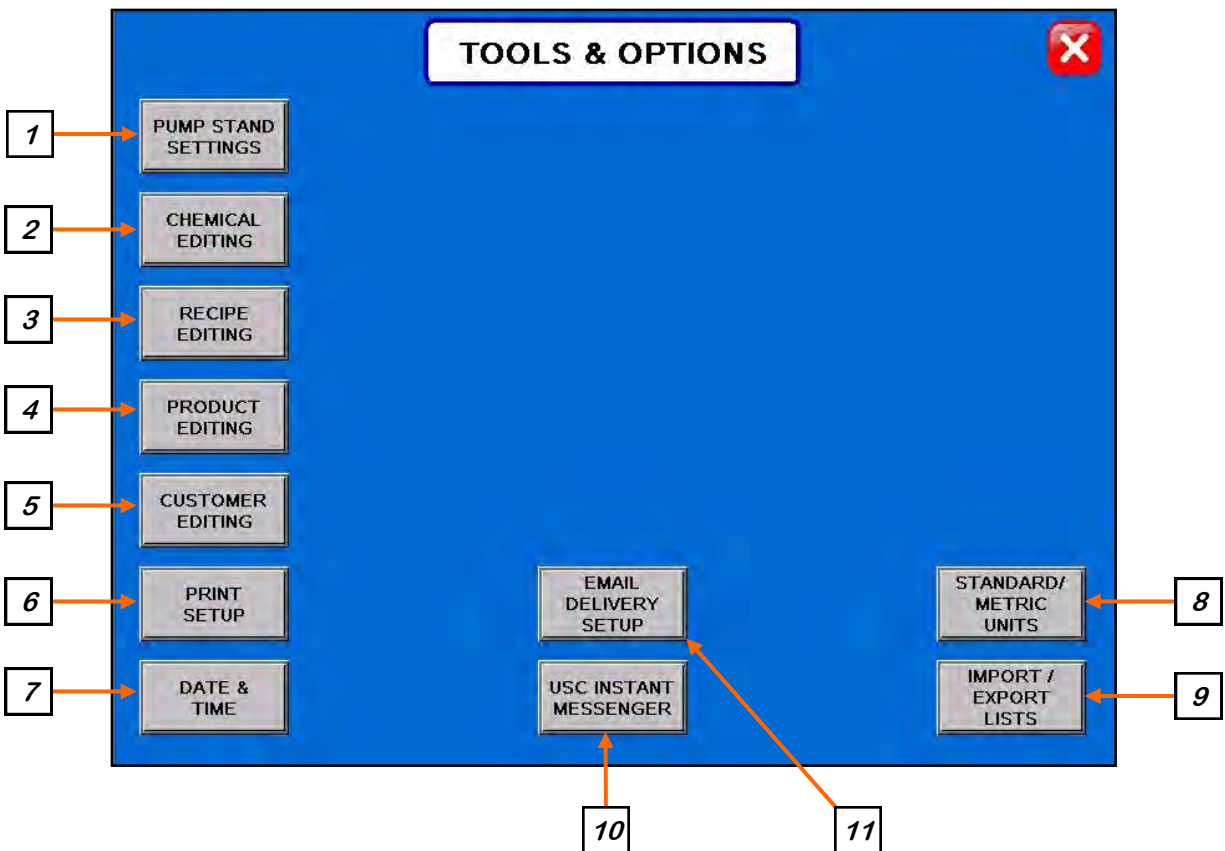 TOOLS & OPTIONS
1
PUMP STAND
SETTINGS
2
CHEMICAL
EDITING
3
RECIPE
EDITING
4
PRODUCT
EDITING
5
CUSTOMER
EDITING
6
PRINT
SETUP
EMAIL
DELIVERY
SETUP
STANDARD/
METRIC
UNITS
8
7
DATE &
TIME
USC INSTANT
MESSENGER
IMPORT /
EXPORT
LISTS
9
10
11